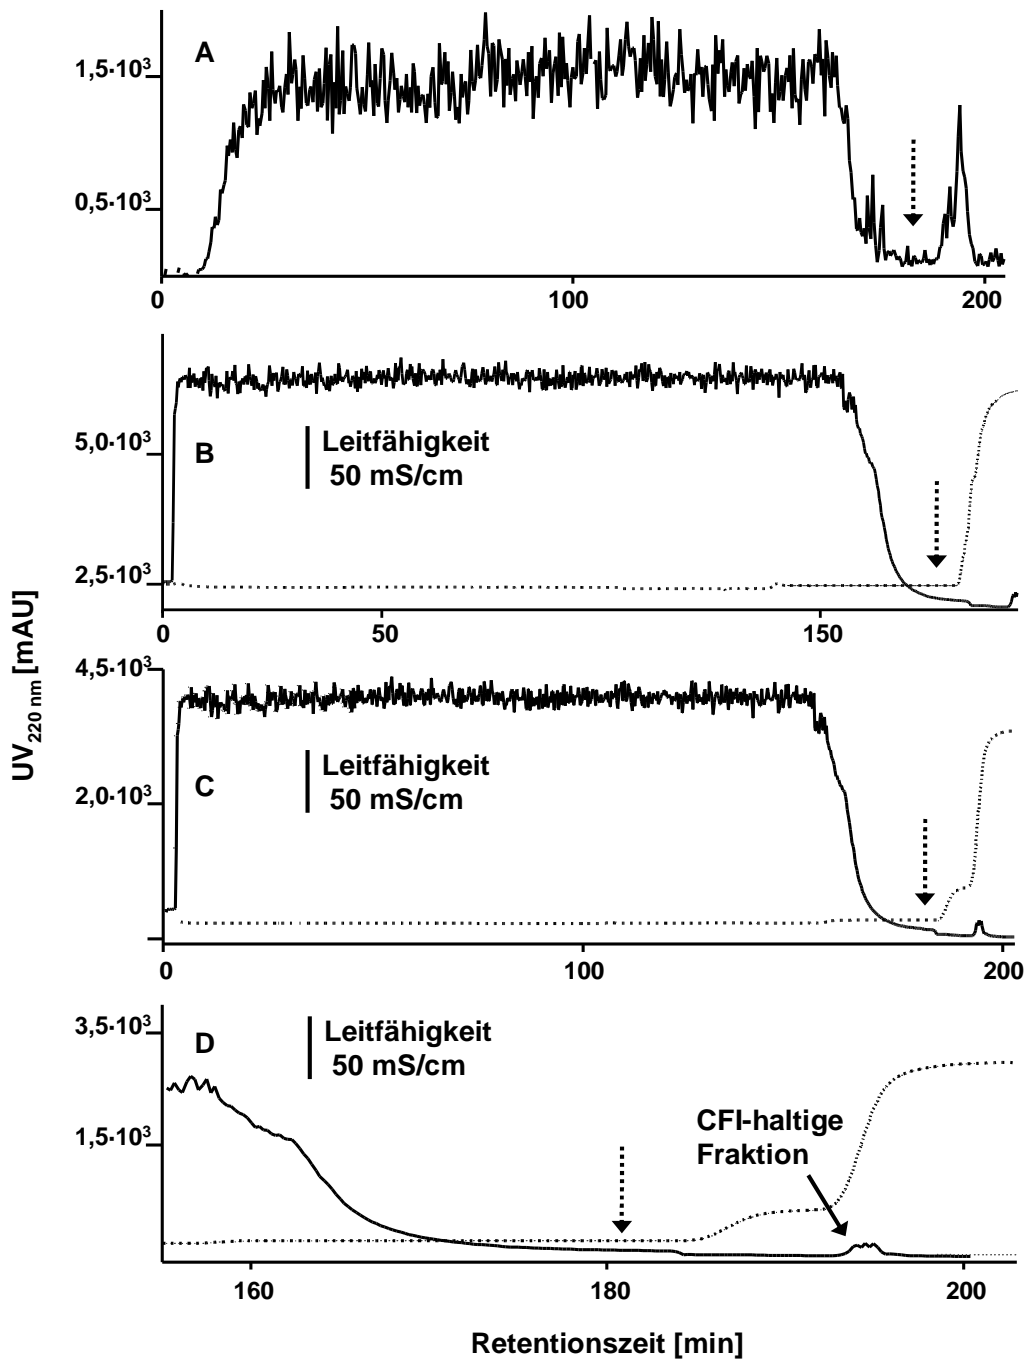 A
1,5·10³
0,5·10³
0
100
200
B
5,0·10³
2,5·10³
Leitfähigkeit
50 mS/cm
0
50
150
4,5·10³
2,0·10³
C
Leitfähigkeit
50 mS/cm
0
100
200
3,5·10³
1,5·10³
D
Leitfähigkeit
50 mS/cm
CFI-haltige
Fraktion
160
180
200
UV220 nm [mAU]
Retentionszeit [min]